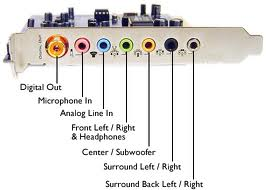 Digital Out
Microphone In
Analog Line In
Front Left / Right
& Headphones
Center / Subwoofer
Surround Left / Right
Surround Back Left / Right